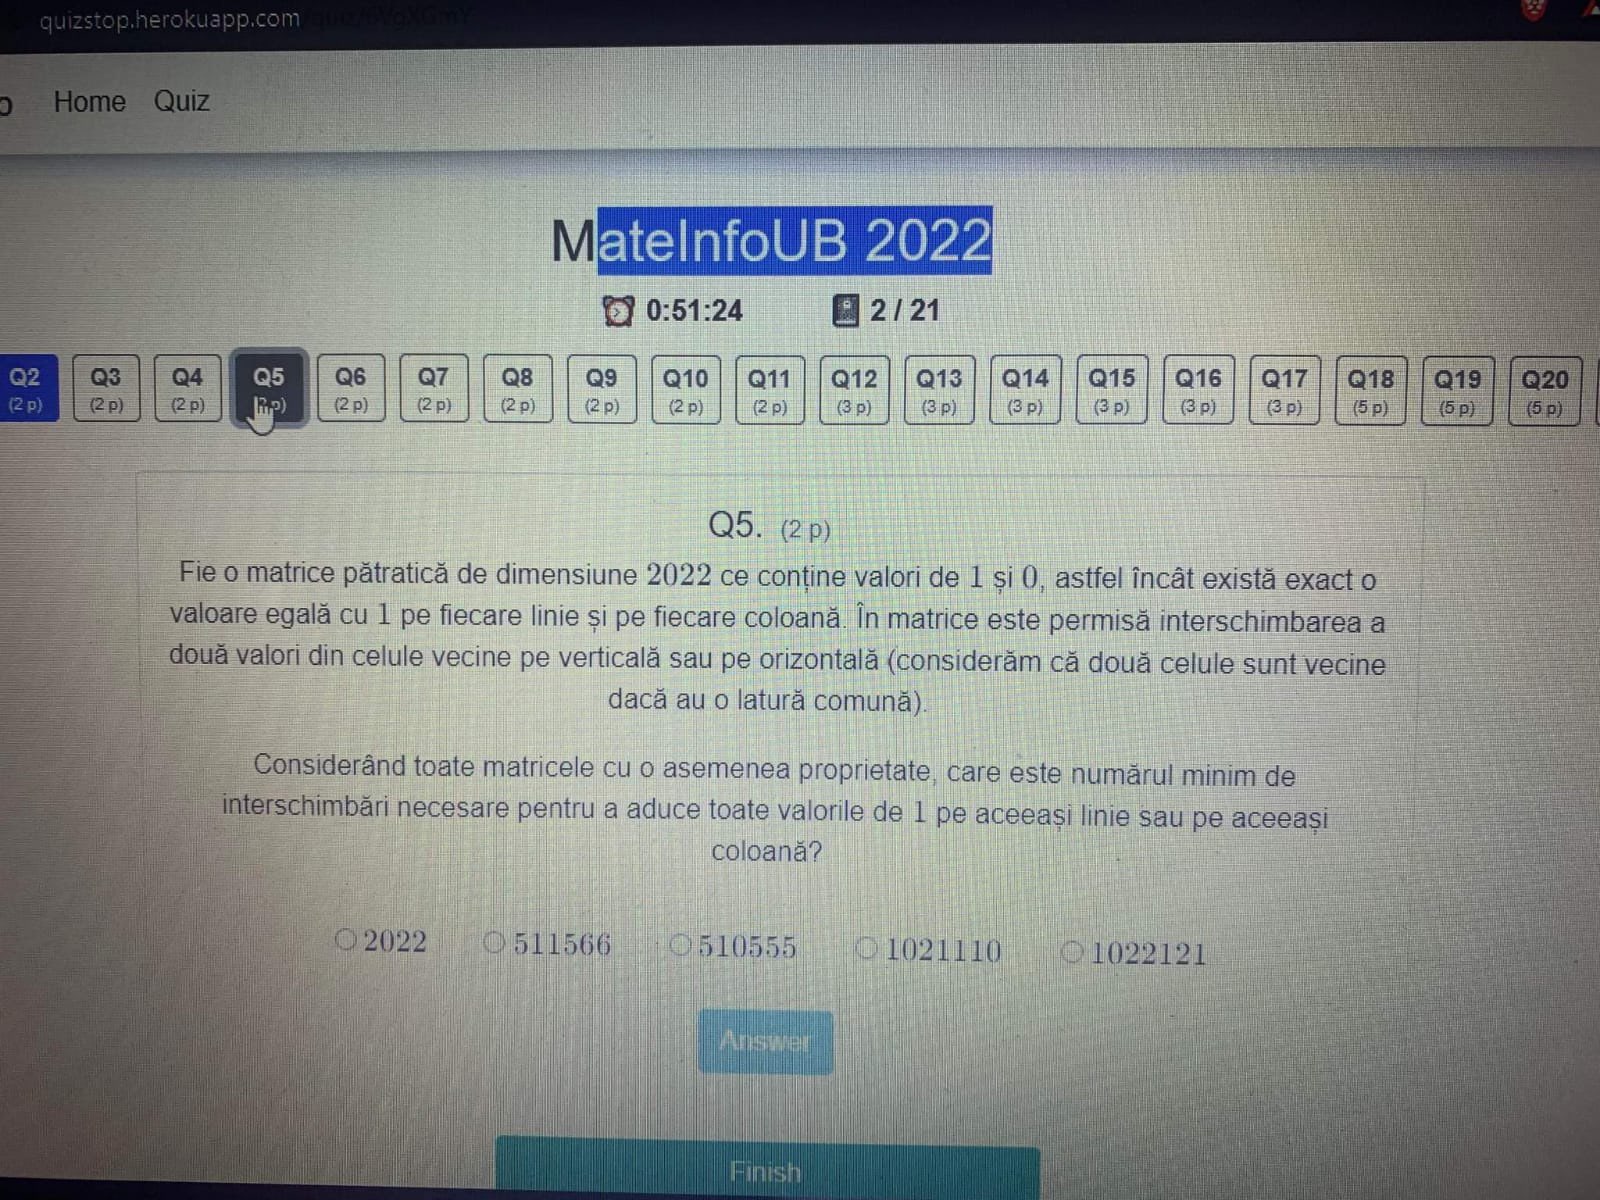 quizstop.herokuapp.com
Home Quiz
MateInfoUB 2022
0:51:24 2 / 21
Q2 Q3 Q4 Q5 Q6 Q7 Q8 Q9 Q10 Q11 Q12 Q13 Q14 Q15 Q16 Q17 Q18 Q19 Q20
(2 p) (2 p) (2 p) (2 p) (2 p) (2 p) (2 p) (2 p) (2 p) (3 p) (3 p) (3 p) (3 p) (3 p) (3 p) (5 p) (5 p) (5 p)
Q5. (2 p)
Fie o matrice pătratică de dimensiune 2022 ce conține valori de 1 și 0, astfel încât există exact o
valoare egală cu 1 pe fiecare linie și pe fiecare coloană. În matrice este permisă interschimbarea a
două valori din celule vecine pe verticală sau pe orizontală (considerăm că două celule sunt vecine
dacă au o latură comună).
Considerând toate matricele cu o asemenea proprietate, care este numărul minim de
interschimbări necesare pentru a aduce toate valorile de 1 pe aceeași linie sau pe aceeași
coloană?
2022 511566 510555 1021110 1022121
Answer
Finish